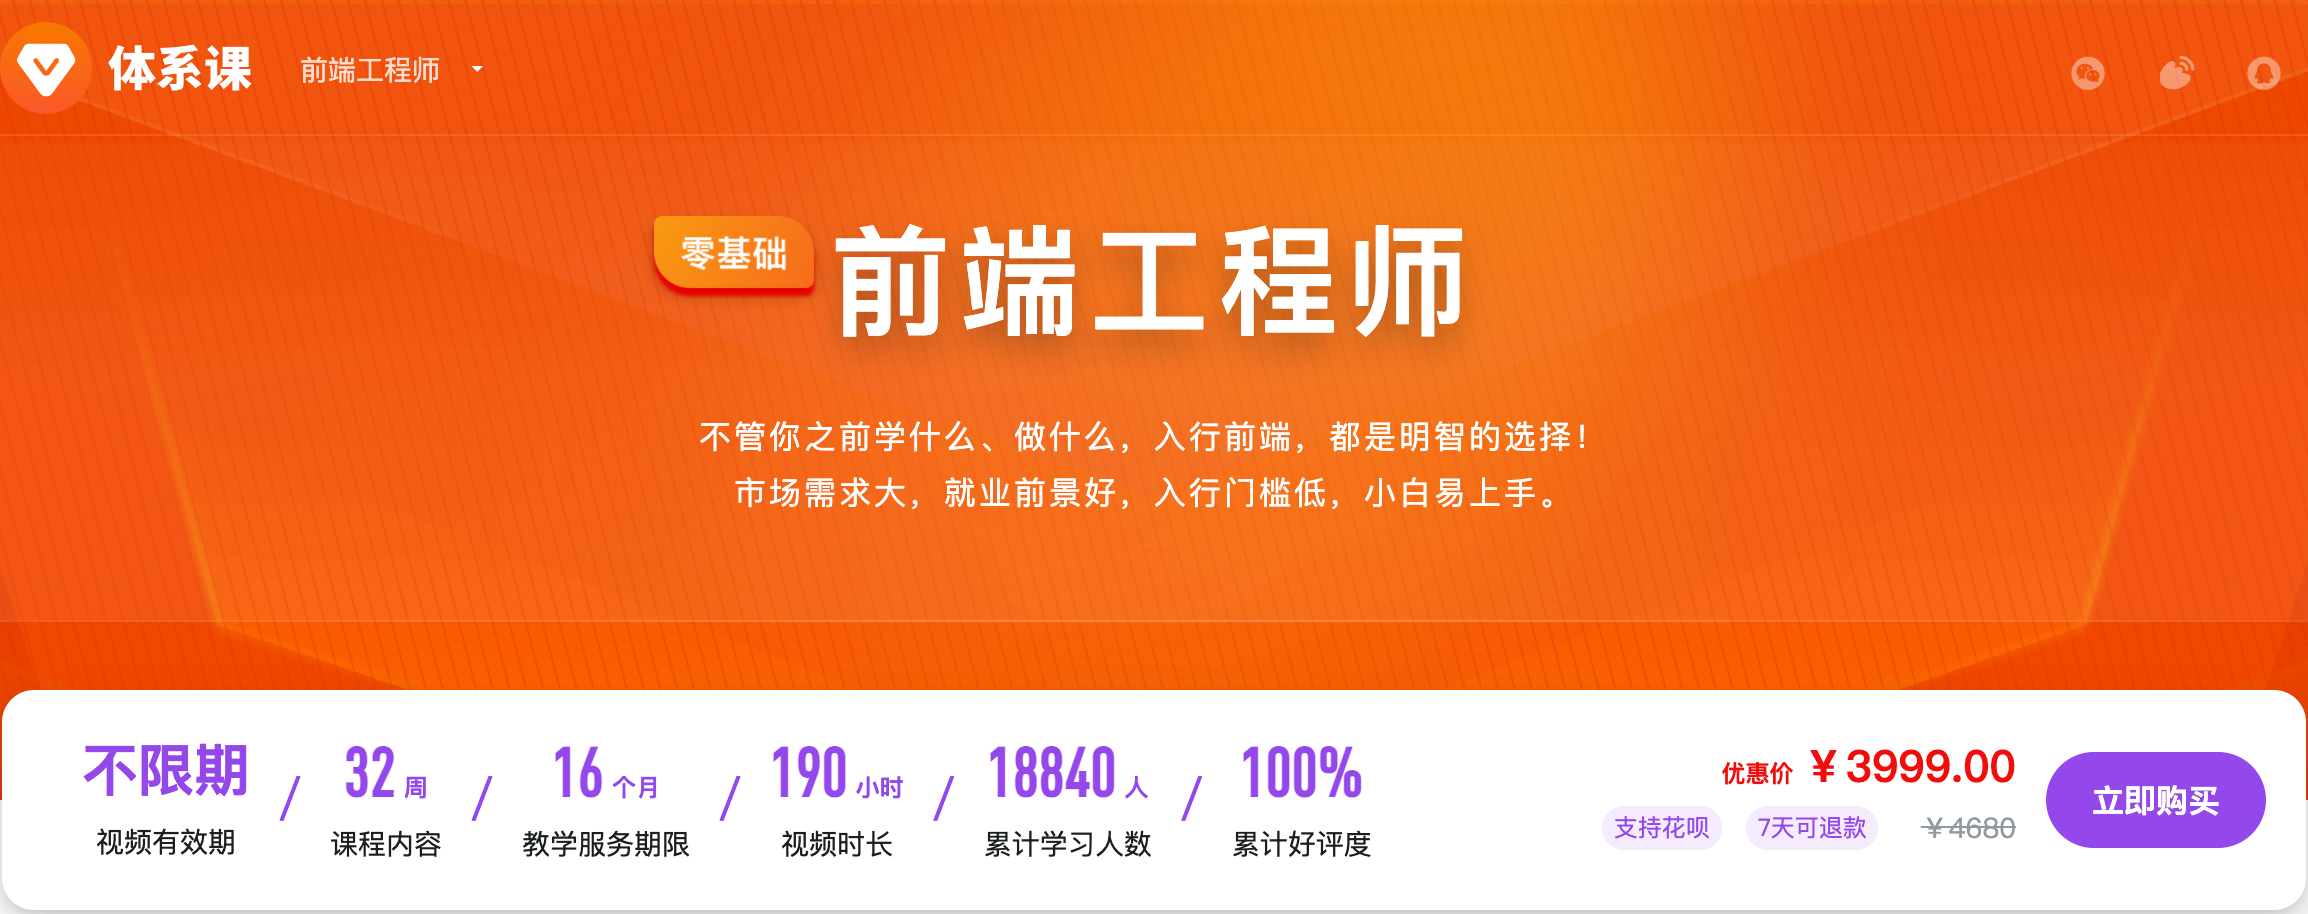 体系课
前端工程师
零基础
前端工程师
不管你之前学什么、做什么，入行前端，都是明智的选择！
市场需求大，就业前景好，入行门槛低，小白易上手。
不限期
视频有效期
32 周
课程内容
16 个月
教学服务期限
190 小时
视频时长
18840 人
累计学习人数
100%
累计好评度
优惠价 ￥3999.00
支持花呗 7天可退款 ￥4680
立即购买